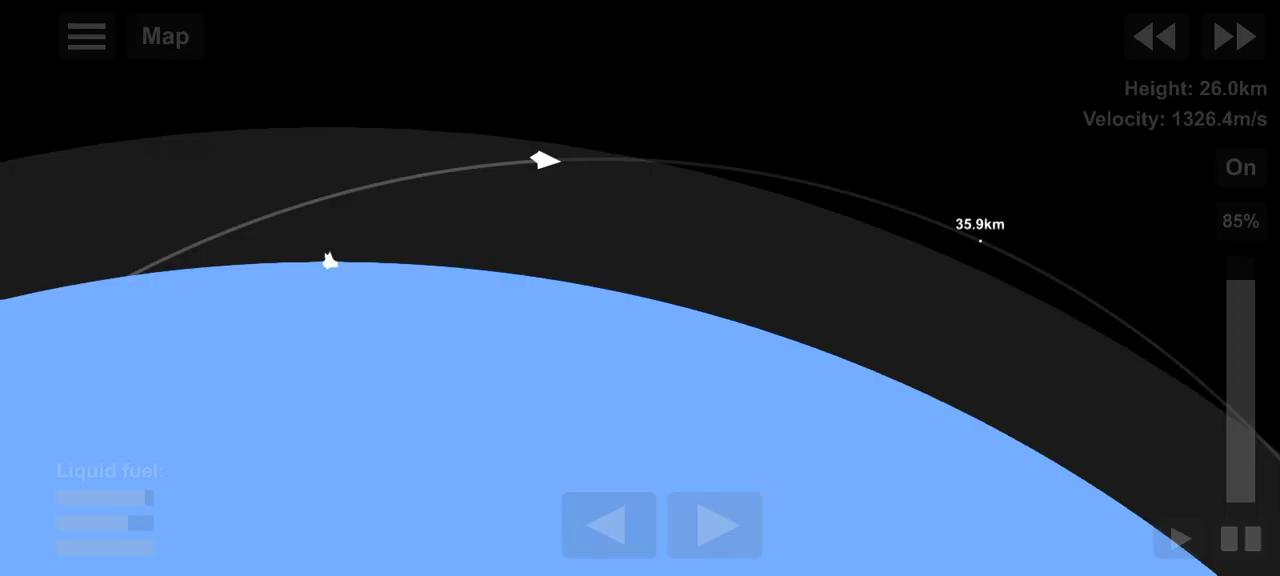 Map
Height: 26.0km
Velocity: 1326.4m/s
On
85%
35.9km
Liquid fuel: